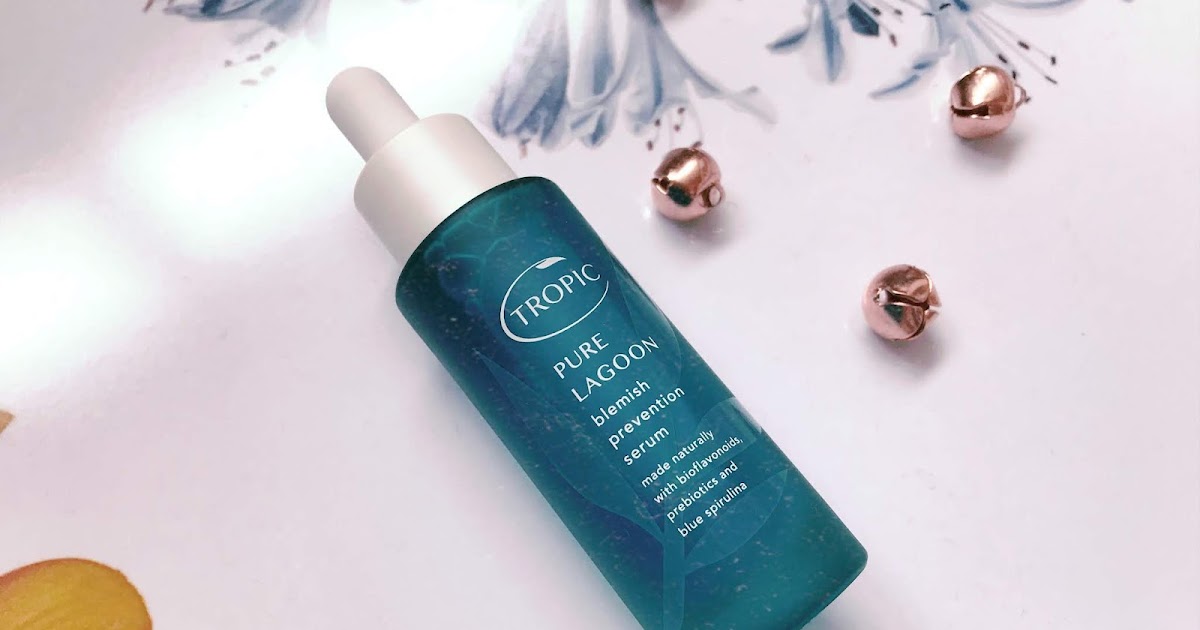 TROPIC
PURE
LAGOON
blemish
prevention
serum
made naturally
with bioflavonoids,
prebiotics and
blue spirulina